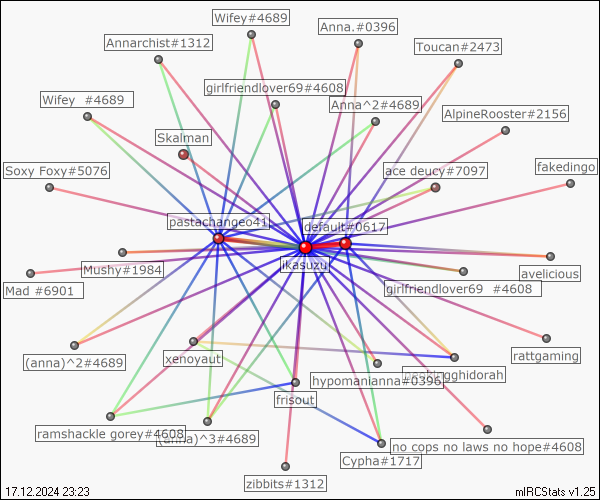 Wifey#4689
Anna.#0396
Annarchist#1312
Toucan#2473
girlfriendlover69#4608
Wifey  #4689
Anna^2#4689
AlpineRooster#2156
Skalman
Soxy Foxy#5076
ace deucy#7097
fakedingo
pastachangeo41
default#0617
iKasuzu
Mushy#1984
avelicious
Mad #6901
girlfriendlover69  #4608
(anna)^2#4689
xenoyaut
rattgaming
hypomanianna#0396
frisout
ramshackle gorey#4608
(anna)^3#4689
no cops no laws no hope#4608
Cypha#1717
zibbits#1312
17.12.2024 23:23
mIRCStats v1.25